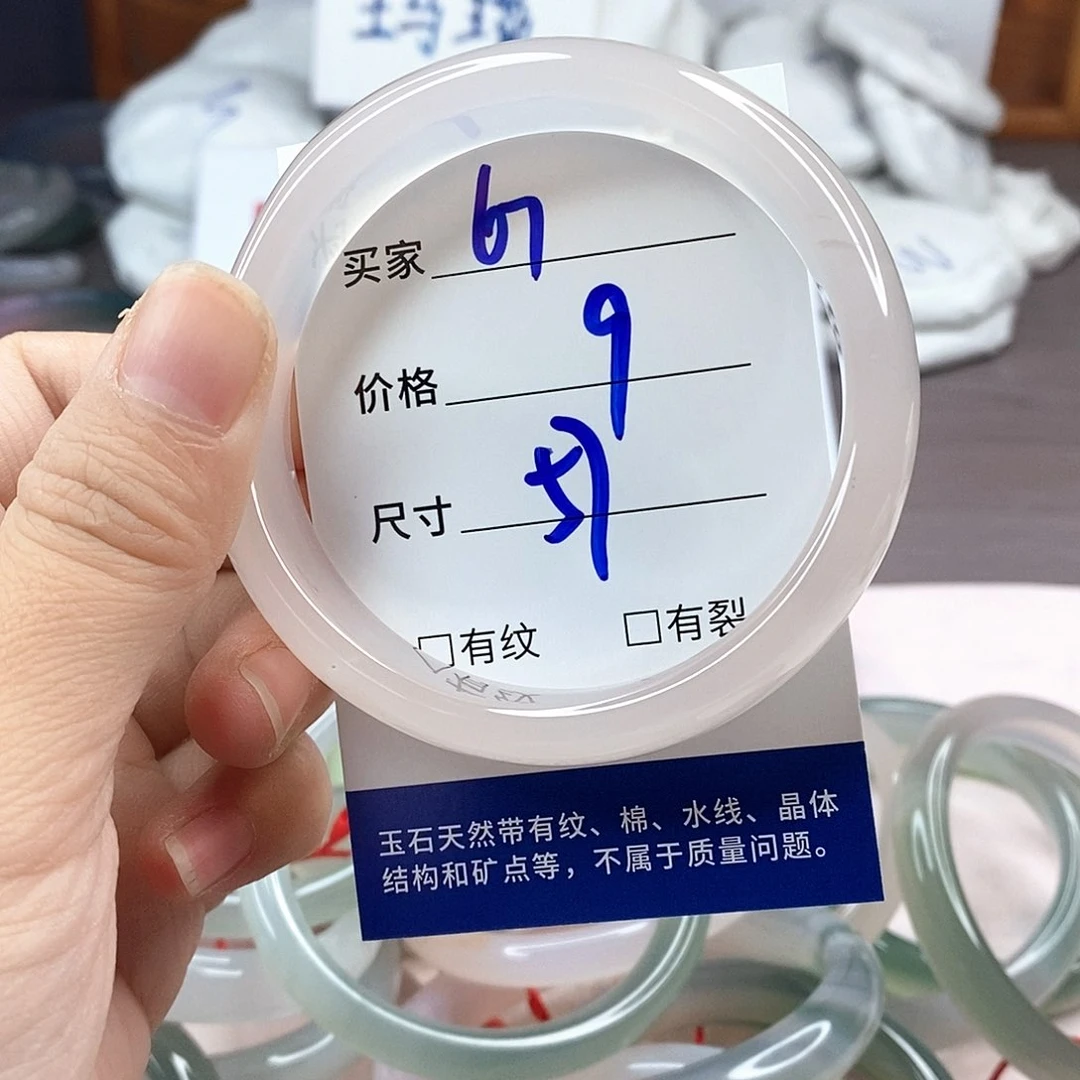 玛瑙
买家 67
价格 9
尺寸 57
□有纹 □有裂
玉石天然带有纹、棉、水线、晶体
结构和矿点等，不属于质量问题。